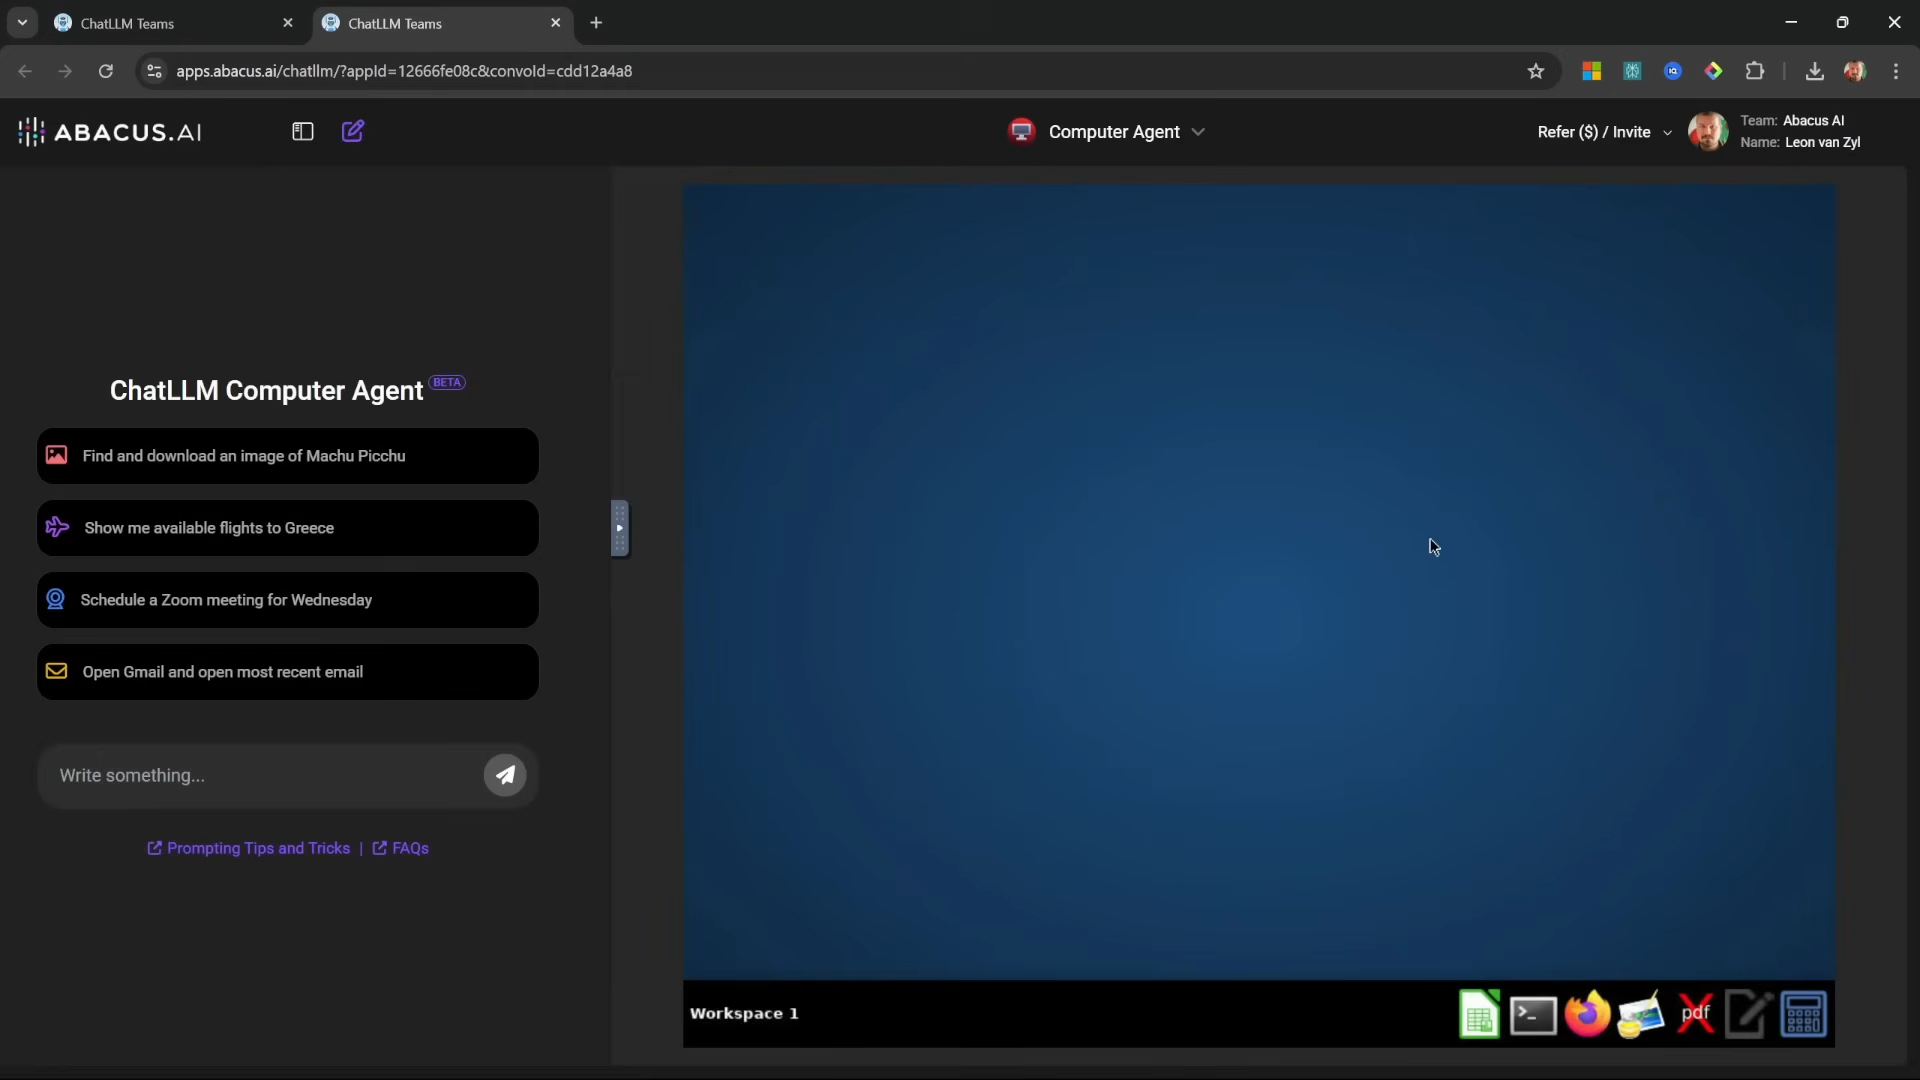 ChatLLM Teams
ChatLLM Teams
apps.abacus.ai/chatllm/?appId=12666fe08c&convoId=cdd12a4a8
ABACUS.AI
Computer Agent
Refer ($) / Invite
Team: Abacus AI
Name: Leon van Zyl
ChatLLM Computer Agent BETA
Find and download an image of Machu Picchu
Show me available flights to Greece
Schedule a Zoom meeting for Wednesday
Open Gmail and open most recent email
Write something...
Prompting Tips and Tricks | FAQs
Workspace 1
pdf